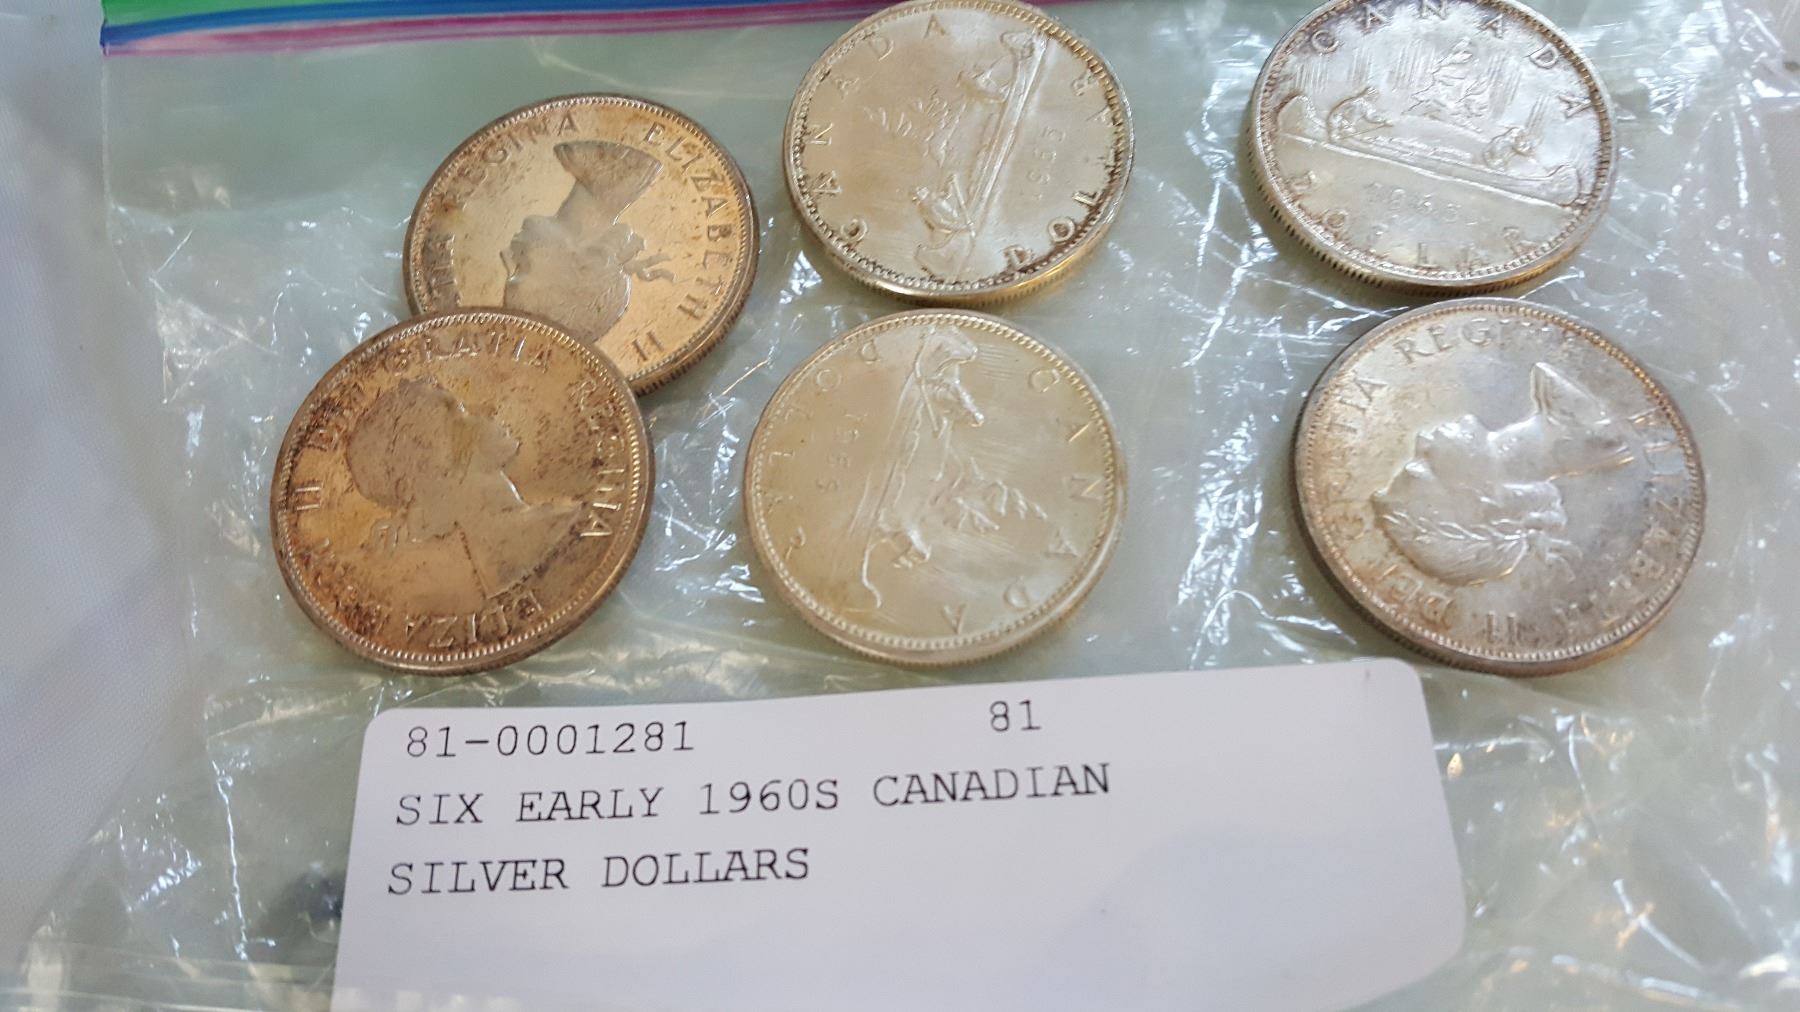 REGINA ELIZABETH II
CANADA DOLLAR
CANADA DOLLAR
II DEI GRATIA REGINA
ELIZA
CANADA DOLLAR
ELIZABETH II DEI GRATIA REGINA
81-0001281 81
SIX EARLY 1960S CANADIAN
SILVER DOLLARS